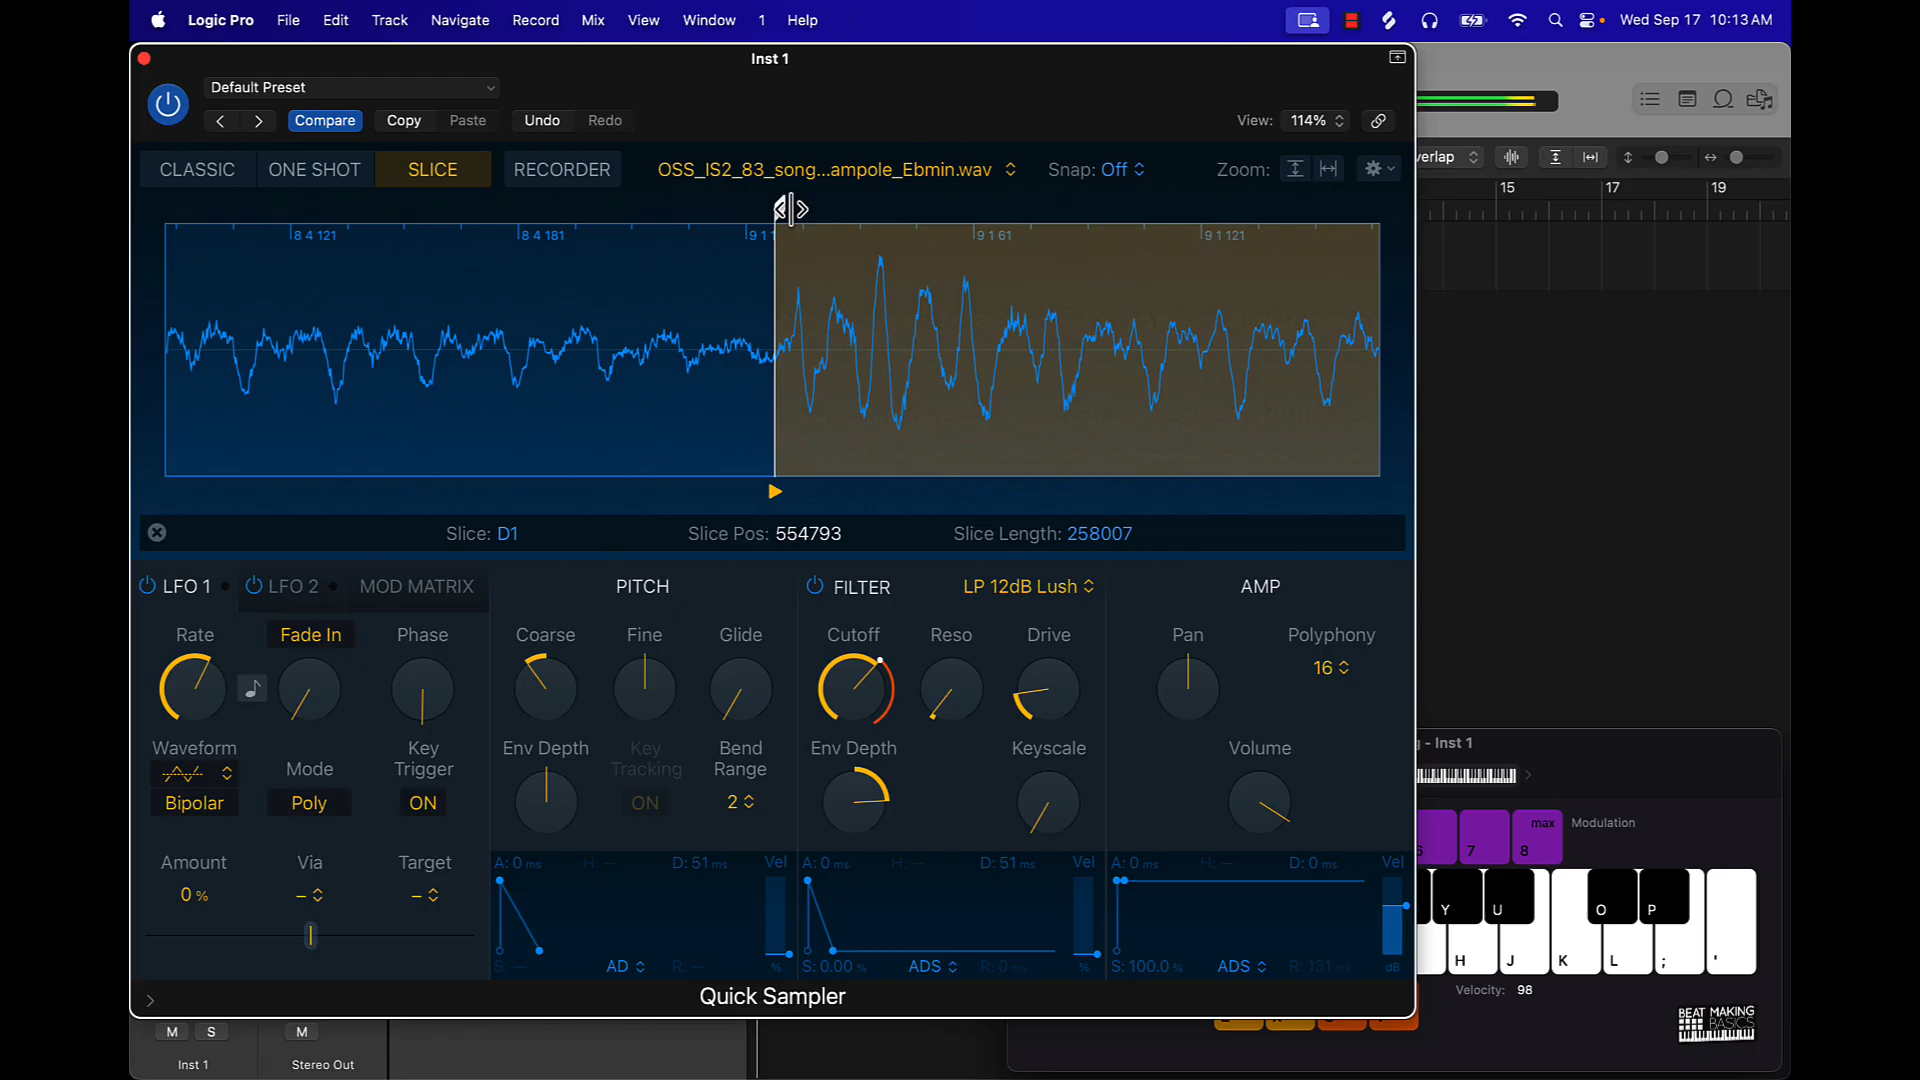 Logic Pro File Edit Track Navigate Record Mix View Window 1 Help Wed Sep 17 10:13 AM
Inst 1
Default Preset
Compare Copy Paste Undo Redo View: 114%
CLASSIC ONE SHOT SLICE RECORDER OSS_IS2_83_song...ampole_Ebmin.wav Snap: Off Zoom:
verlap
15 17 19
8 4 121 8 4 181 9 1 1 9 1 61 9 1 121
Slice: D1 Slice Pos: 554793 Slice Length: 258007
LFO 1 LFO 2 MOD MATRIX PITCH FILTER LP 12dB Lush AMP
Rate Fade In Phase Coarse Fine Glide Cutoff Reso Drive Pan Polyphony
16
Waveform Mode Key Trigger Env Depth Key Tracking Bend Range Env Depth Keyscale Volume
Bipolar Poly ON ON 2
- Inst 1
6 7 8 max Modulation
Amount Via Target A: 0 ms H: — D: 51 ms Vel A: 0 ms H: — D: 51 ms Vel A: 0 ms H: — D: 0 ms Vel
0 % – –
Y U O P
H J K L ; '
S: — AD R: — % S: 0.00 % ADS R: 0 ms % S: 100.0 % ADS R: 131 ms dB
Velocity: 98
Quick Sampler
BEAT MAKING
BASICS
M S M
Inst 1 Stereo Out